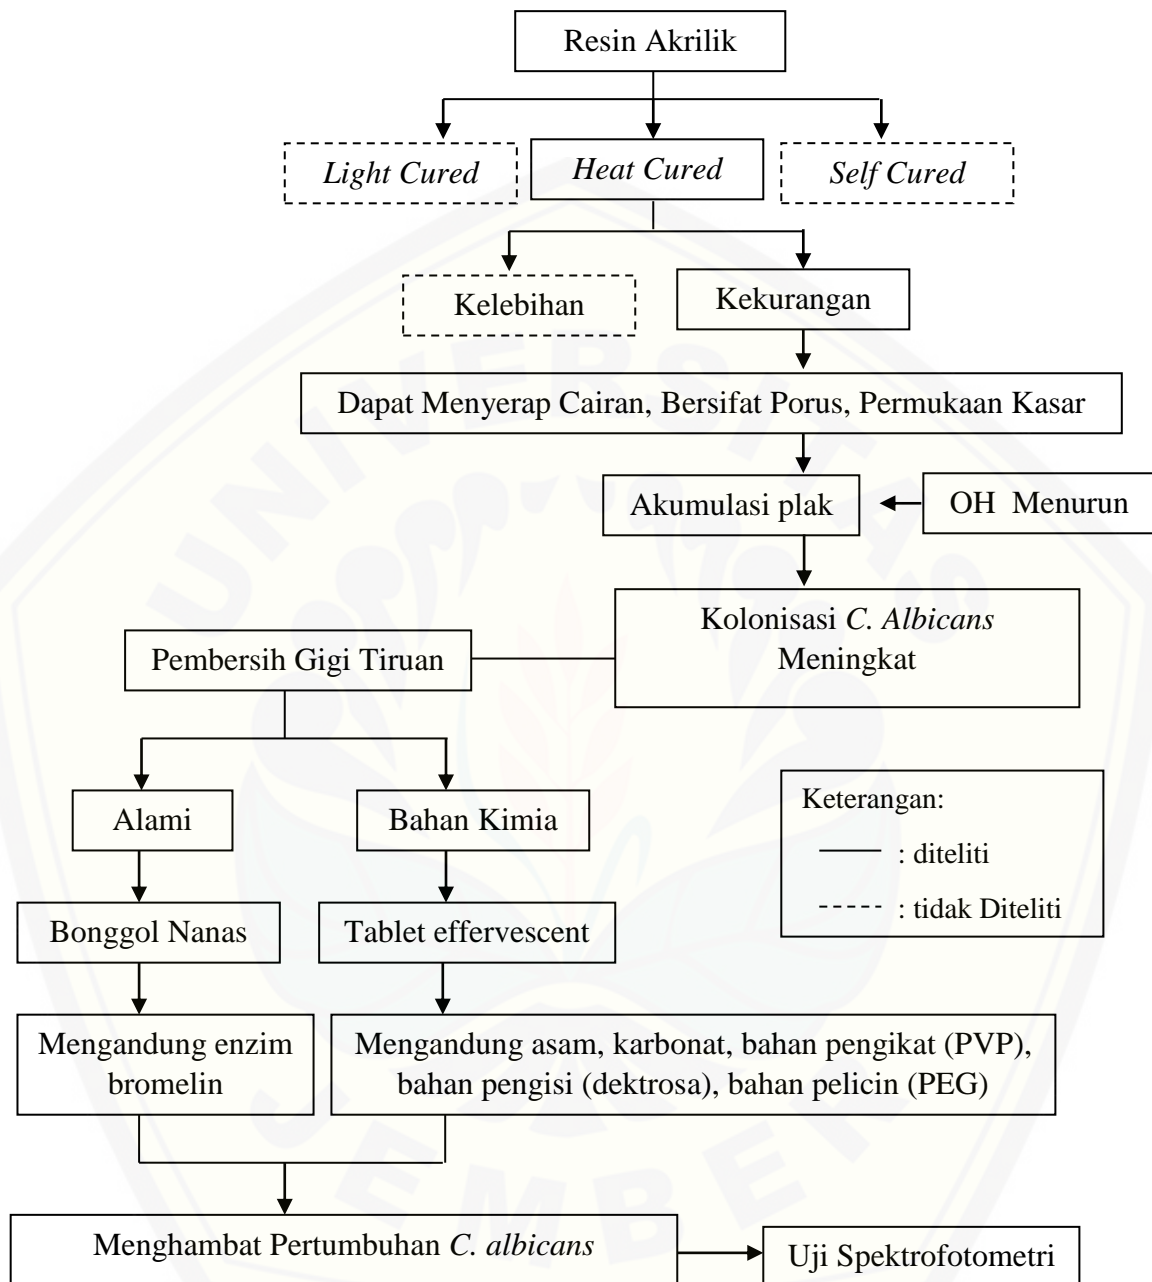 Resin Akrilik
Light Cured
Heat Cured
Self Cured
Kelebihan
Kekurangan
Dapat Menyerap Cairan, Bersifat Porus, Permukaan Kasar
Akumulasi plak
OH Menurun
Kolonisasi C. Albicans
Meningkat
Pembersih Gigi Tiruan
Alami
Bahan Kimia
Keterangan:
: diteliti
: tidak Diteliti
Bonggol Nanas
Tablet effervescent
Mengandung enzim
bromelin
Mengandung asam, karbonat, bahan pengikat (PVP),
bahan pengisi (dektrosa), bahan pelicin (PEG)
Menghambat Pertumbuhan C. albicans
Uji Spektrofotometri
UNIVERSITAS
JEMBER